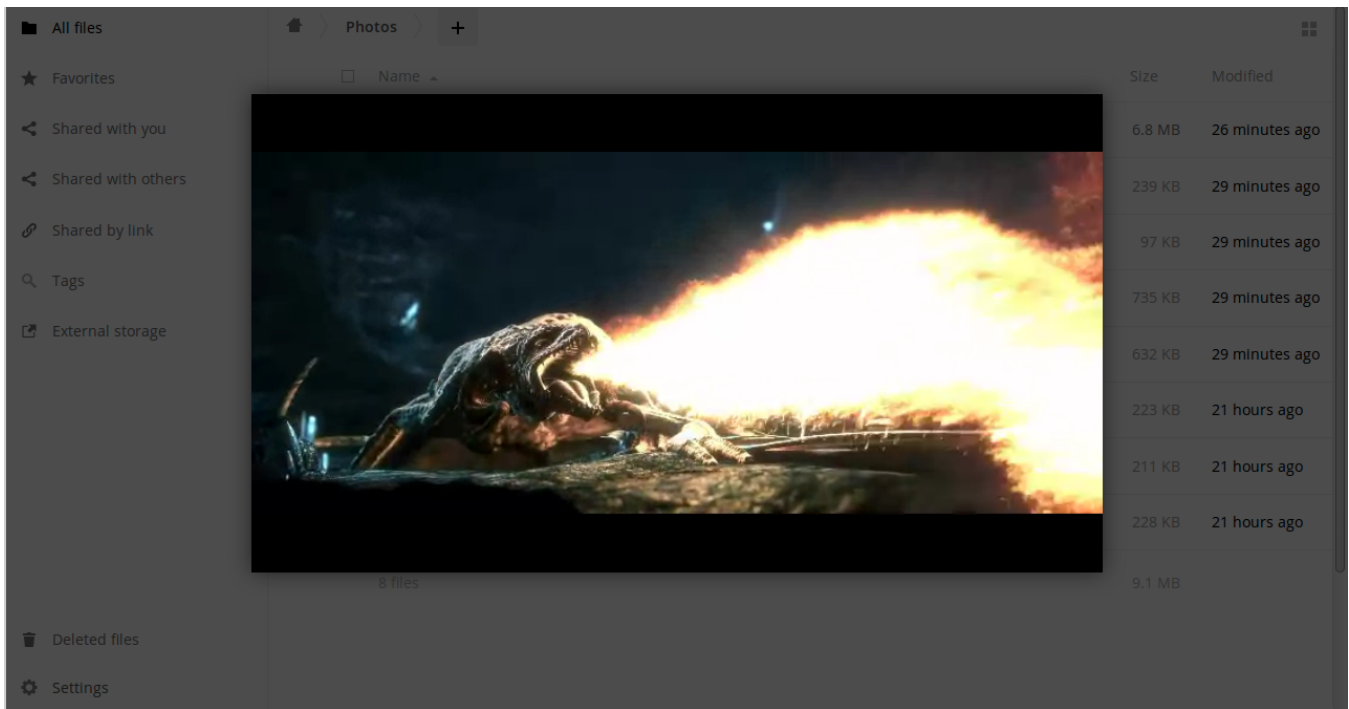 All files
Favorites
Shared with you
Shared with others
Shared by link
Tags
External storage
Deleted files
Settings
Photos
+
Name
Size Modified
6.8 MB 26 minutes ago
239 KB 29 minutes ago
97 KB 29 minutes ago
735 KB 29 minutes ago
632 KB 29 minutes ago
223 KB 21 hours ago
211 KB 21 hours ago
228 KB 21 hours ago
8 files 9.1 MB